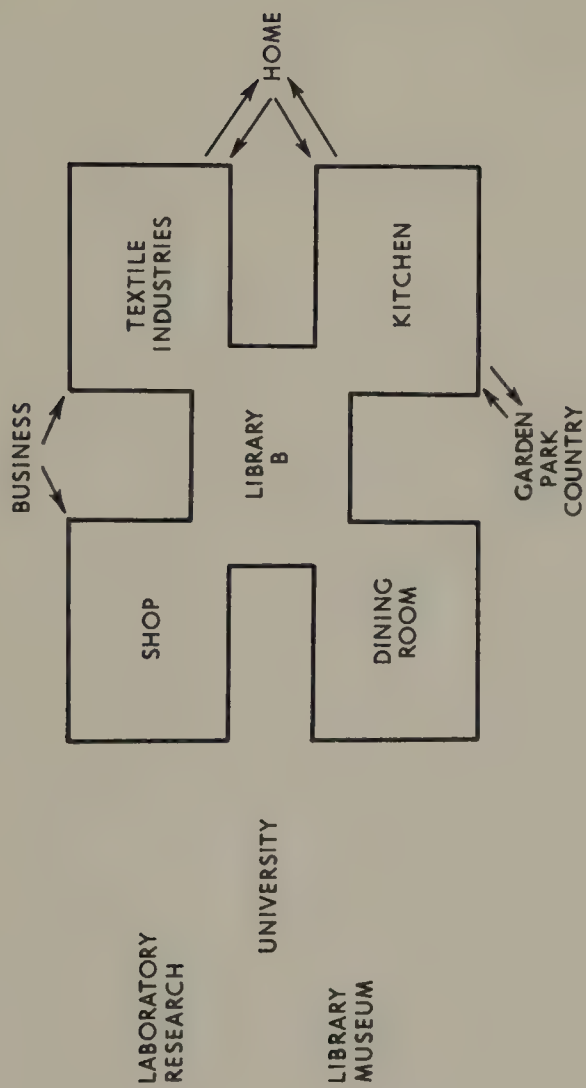 BUSINESS
LABORATORY
RESEARCH
SHOP
TEXTILE
INDUSTRIES
UNIVERSITY
LIBRARY
B
HOME
LIBRARY
MUSEUM
DINING
ROOM
KITCHEN
GARDEN
PARK
COUNTRY